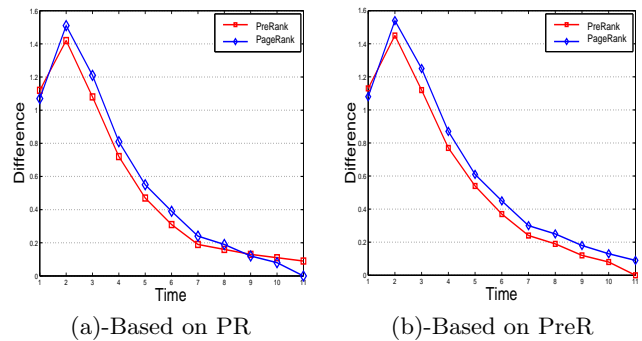 1.6
1.4
1.2
1
0.8
0.6
0.4
0.2
0
Difference
PreRank
PageRank
1 2 3 4 5 6 7 8 9 10 11
Time
(a)-Based on PR
1.6
1.4
1.2
1
0.8
0.6
0.4
0.2
0
Difference
PreRank
PageRank
1 2 3 4 5 6 7 8 9 10 11
Time
(b)-Based on PreR